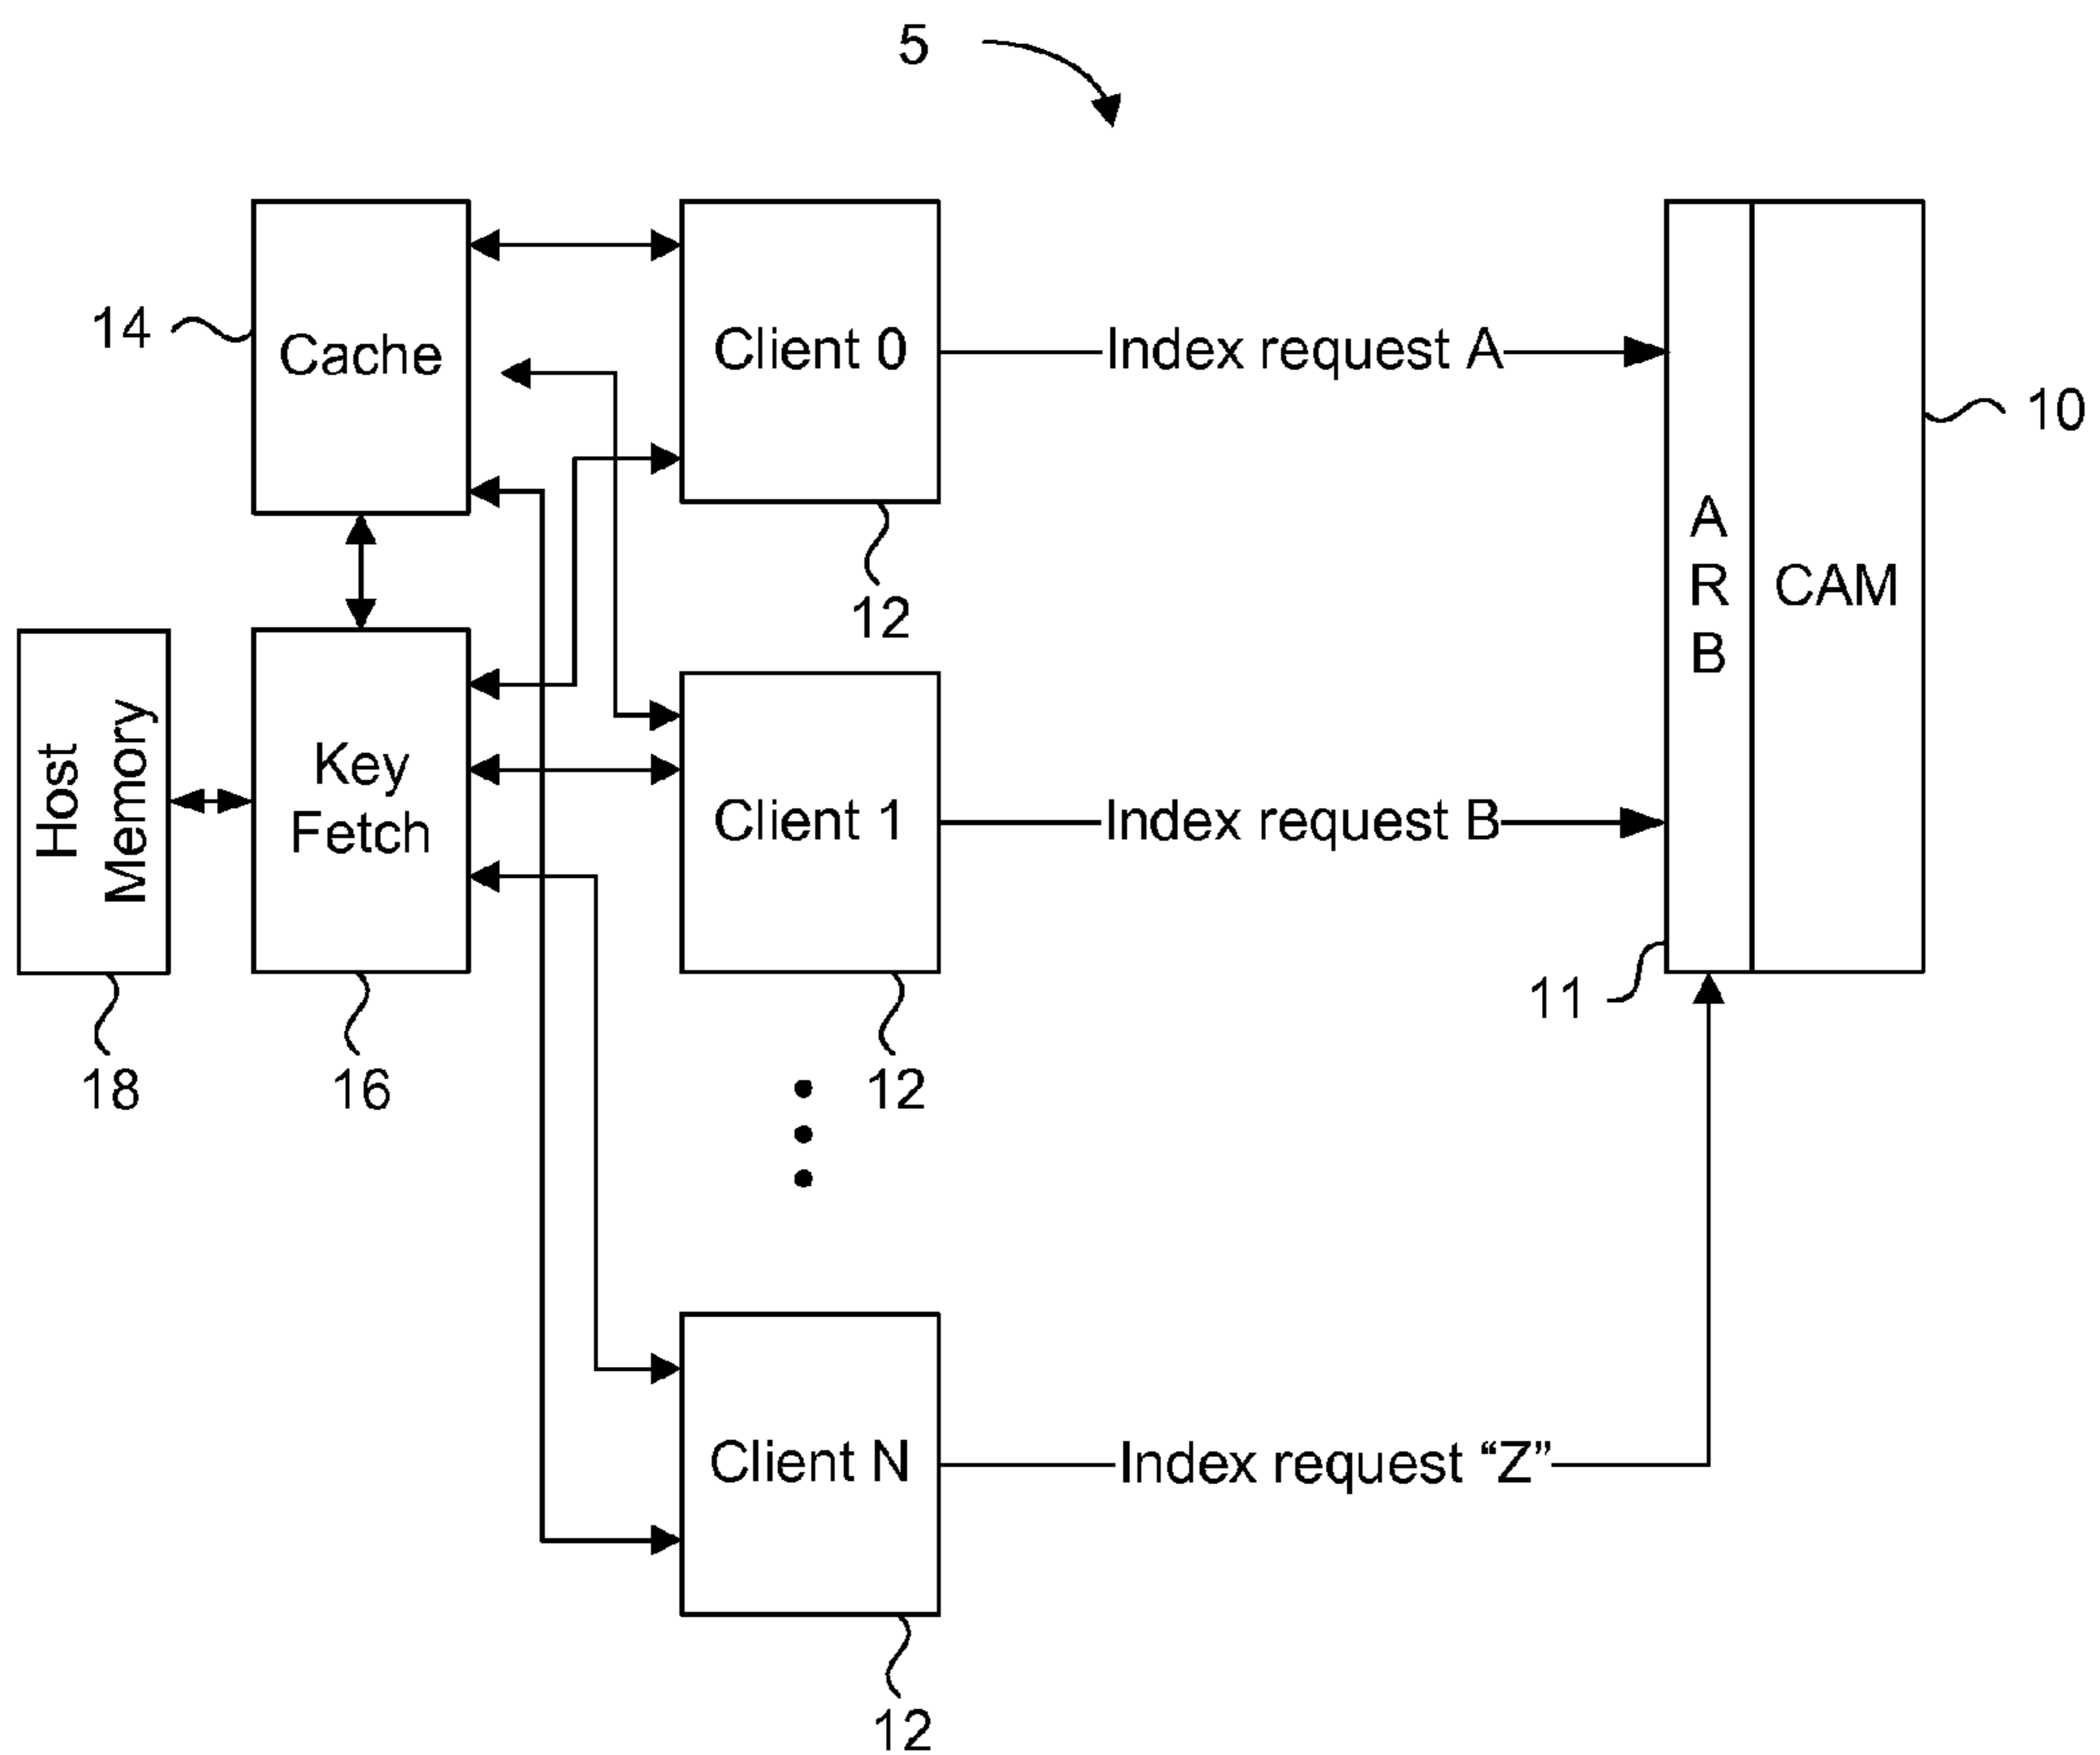 5
14
Cache
Client 0
Index request A
10
A
R
B
CAM
12
Host
Memory
Key
Fetch
Client 1
Index request B
11
18
16
12
Client N
Index request “Z”
12